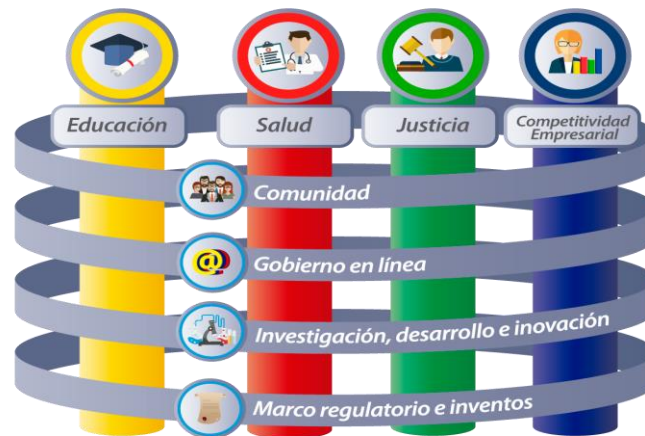 Educación
Salud
Justicia
Competitividad
Empresarial
Comunidad
@
Gobierno en línea
Investigación, desarrollo e inovación
Marco regulatorio e inventos